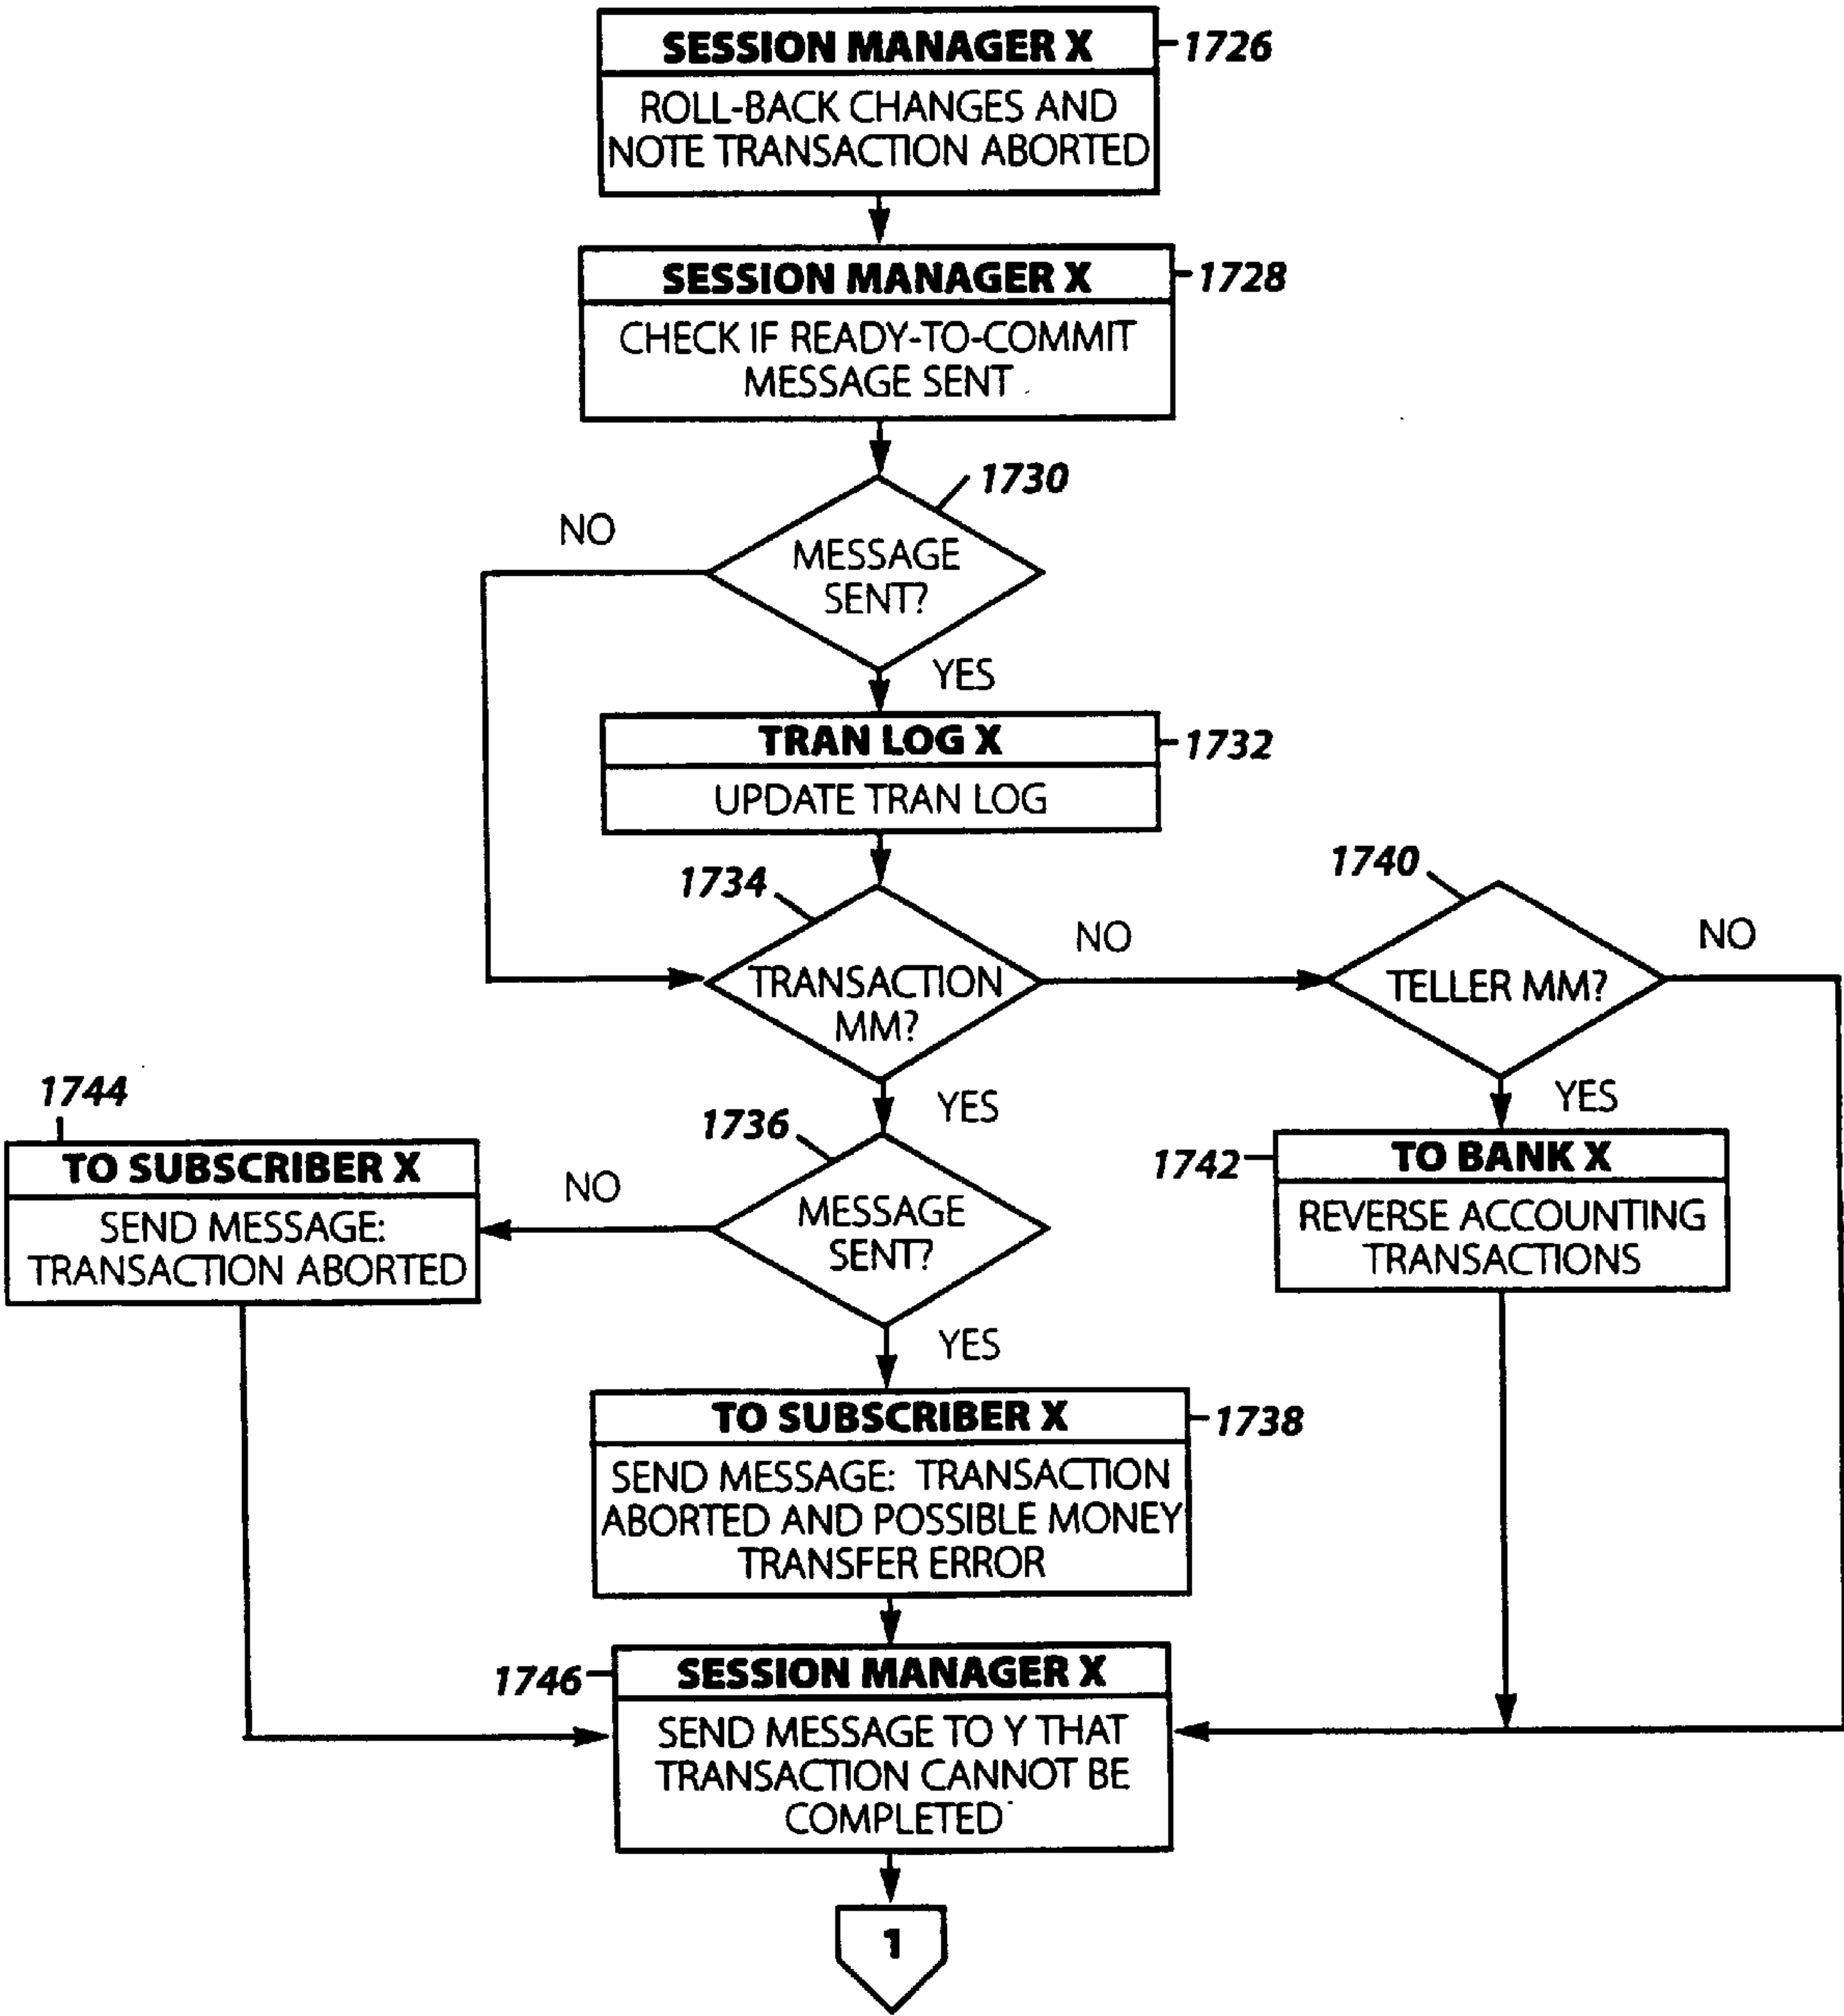 SESSION MANAGER X
1726
ROLL-BACK CHANGES AND
NOTE TRANSACTION ABORTED
SESSION MANAGER X
1728
CHECK IF READY-TO-COMMIT
MESSAGE SENT
1730
NO
MESSAGE
SENT?
YES
TRAN LOG X
1732
UPDATE TRAN LOG
1734
TRANSACTION
MM?
NO
1740
TELLER MM?
NO
YES
YES
1736
MESSAGE
SENT?
NO
1744
TO SUBSCRIBER X
SEND MESSAGE:
TRANSACTION ABORTED
1742
TO BANK X
REVERSE ACCOUNTING
TRANSACTIONS
YES
TO SUBSCRIBER X
1738
SEND MESSAGE: TRANSACTION
ABORTED AND POSSIBLE MONEY
TRANSFER ERROR
1746
SESSION MANAGER X
SEND MESSAGE TO Y THAT
TRANSACTION CANNOT BE
COMPLETED
1